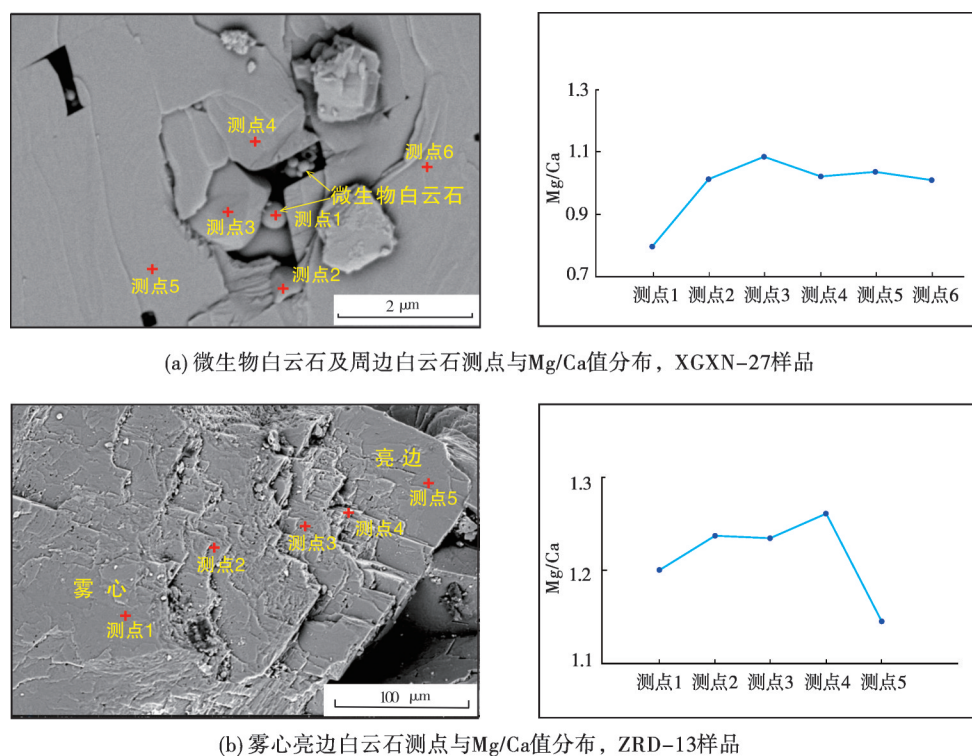 测点4
测点6
微生物白云石
测点3
测点1
测点5
测点2
2 μm
1.3
1.1
0.9
0.7
Mg/Ca
测点1 测点2 测点3 测点4 测点5 测点6
(a) 微生物白云石及周边白云石测点与Mg/Ca值分布，XGXN-27样品
亮边
测点5
测点4
测点3
测点2
雾心
测点1
100 μm
1.3
1.2
1.1
Mg/Ca
测点1 测点2 测点3 测点4 测点5
(b) 雾心亮边白云石测点与Mg/Ca值分布，ZRD-13样品